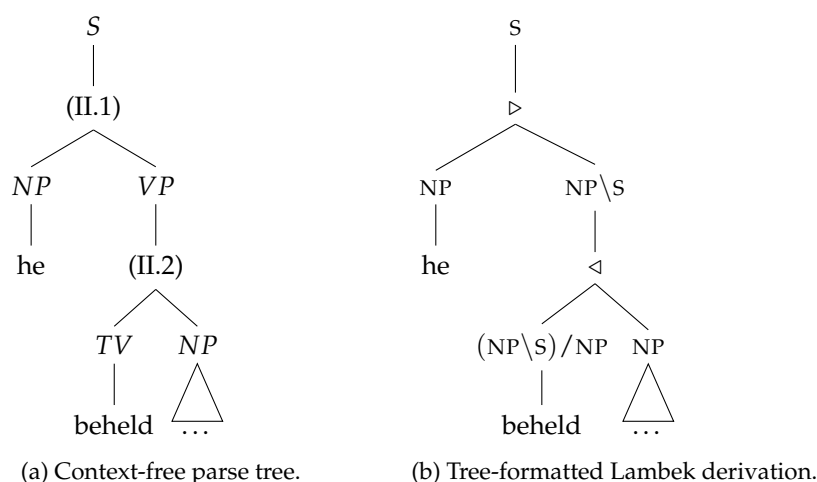 S S
(II.1) ▷
NP VP NP NP\S
he (II.2) he ◁
TV NP (NP\S)/NP NP
beheld ... beheld ...
(a) Context-free parse tree. (b) Tree-formatted Lambek derivation.